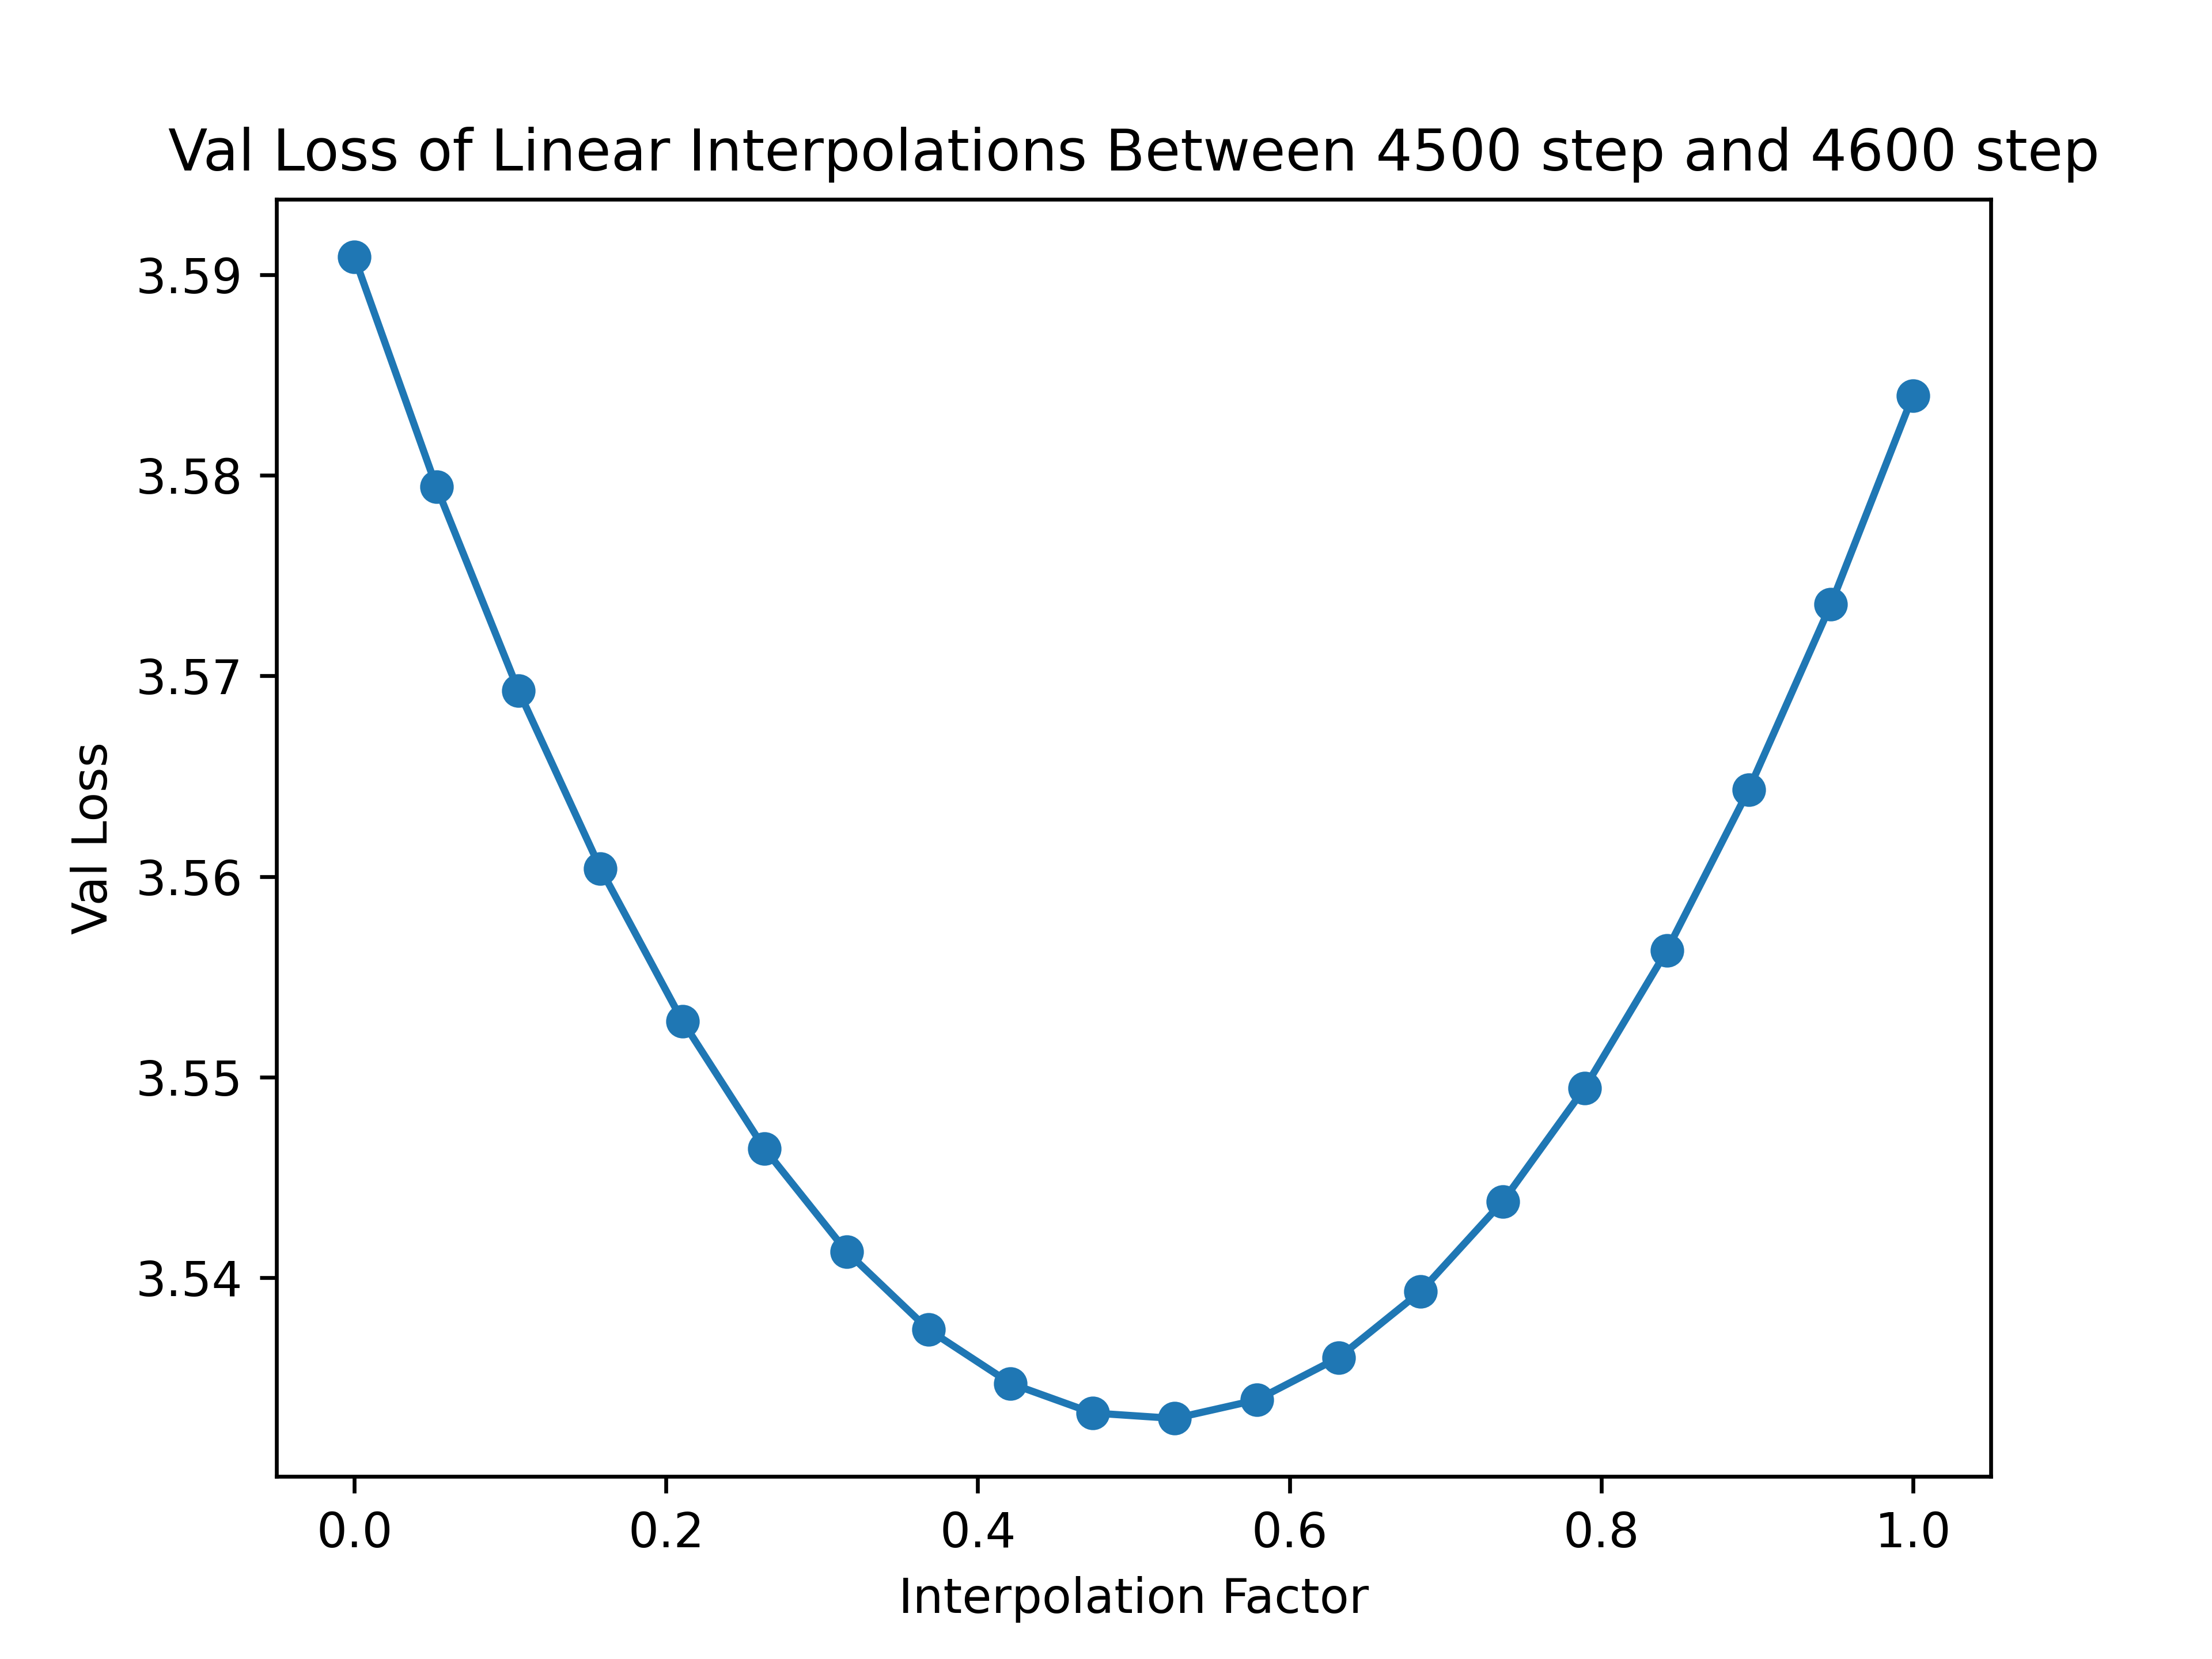 Val Loss of Linear Interpolations Between 4500 step and 4600 step
3.59
3.58
3.57
3.56
3.55
3.54
Val Loss
0.0 0.2 0.4 0.6 0.8 1.0
Interpolation Factor